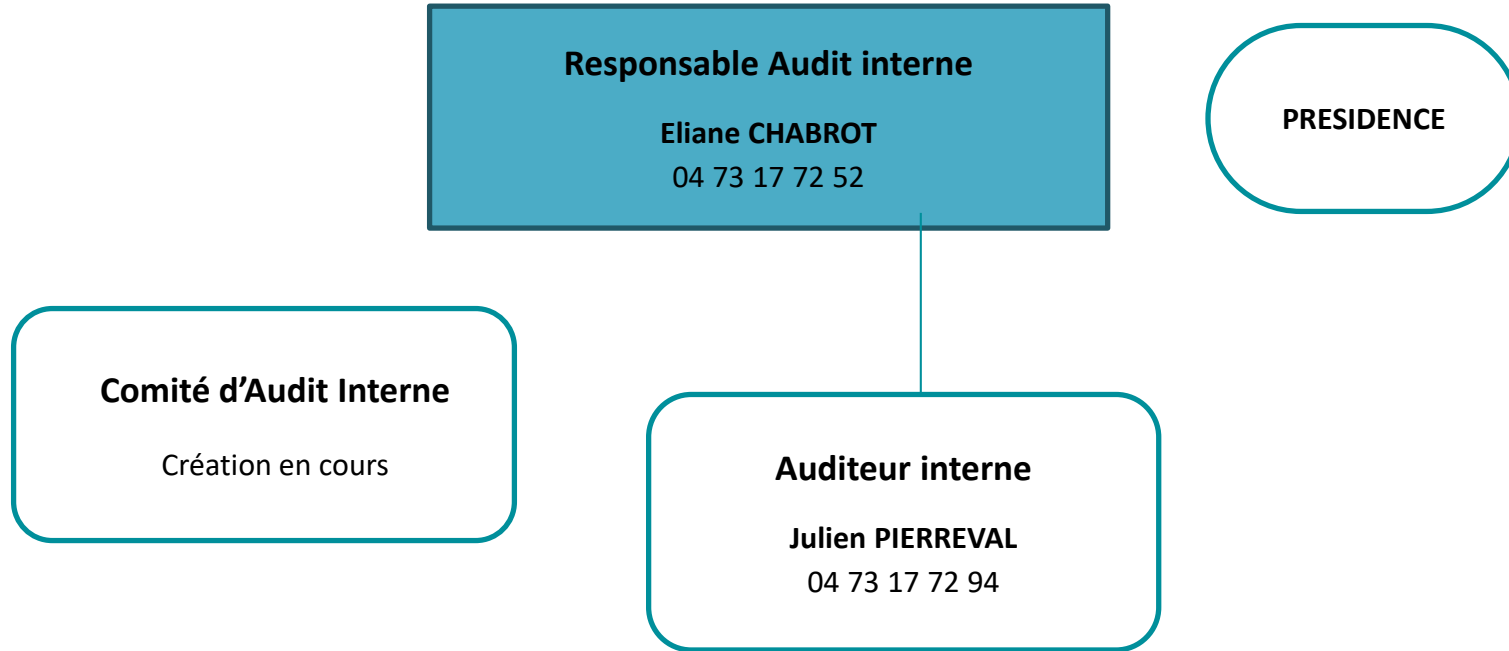 Responsable Audit interne
Eliane CHABROT
04 73 17 72 52
PRESIDENCE
Comité d’Audit Interne
Création en cours
Auditeur interne
Julien PIERREVAL
04 73 17 72 94